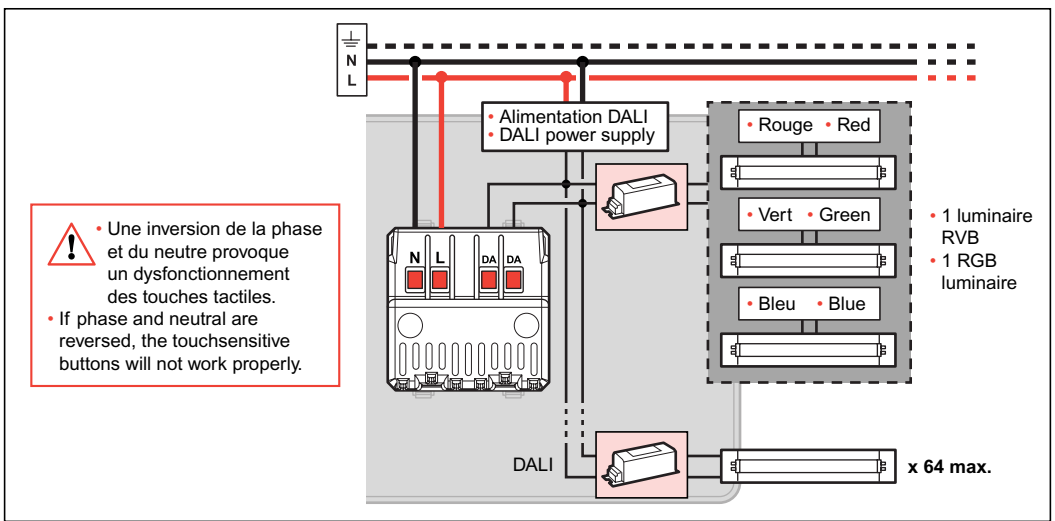 N
L
• Alimentation DALI
• DALI power supply
• Rouge • Red
• Vert • Green
• Bleu • Blue
• 1 luminaire
RVB
• 1 RGB
luminaire
• Une inversion de la phase
et du neutre provoque
un dysfonctionnement
des touches tactiles.
• If phase and neutral are
reversed, the touchsensitive
buttons will not work properly.
N L DA DA
DALI
x 64 max.